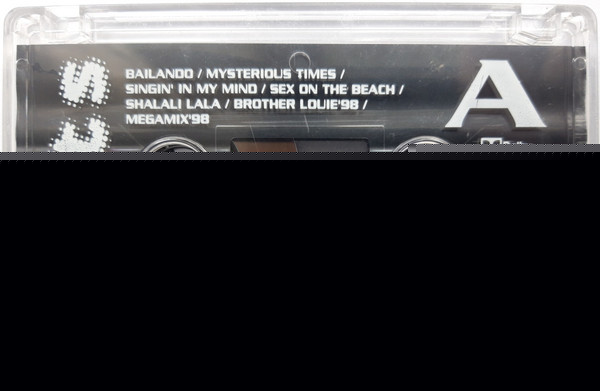 BAILANDO / MYSTERIOUS TIMES /
SINGIN' IN MY MIND / SEX ON THE BEACH /
SHALALI LALA / BROTHER LOUIE'98 /
MEGAMIX'98
A